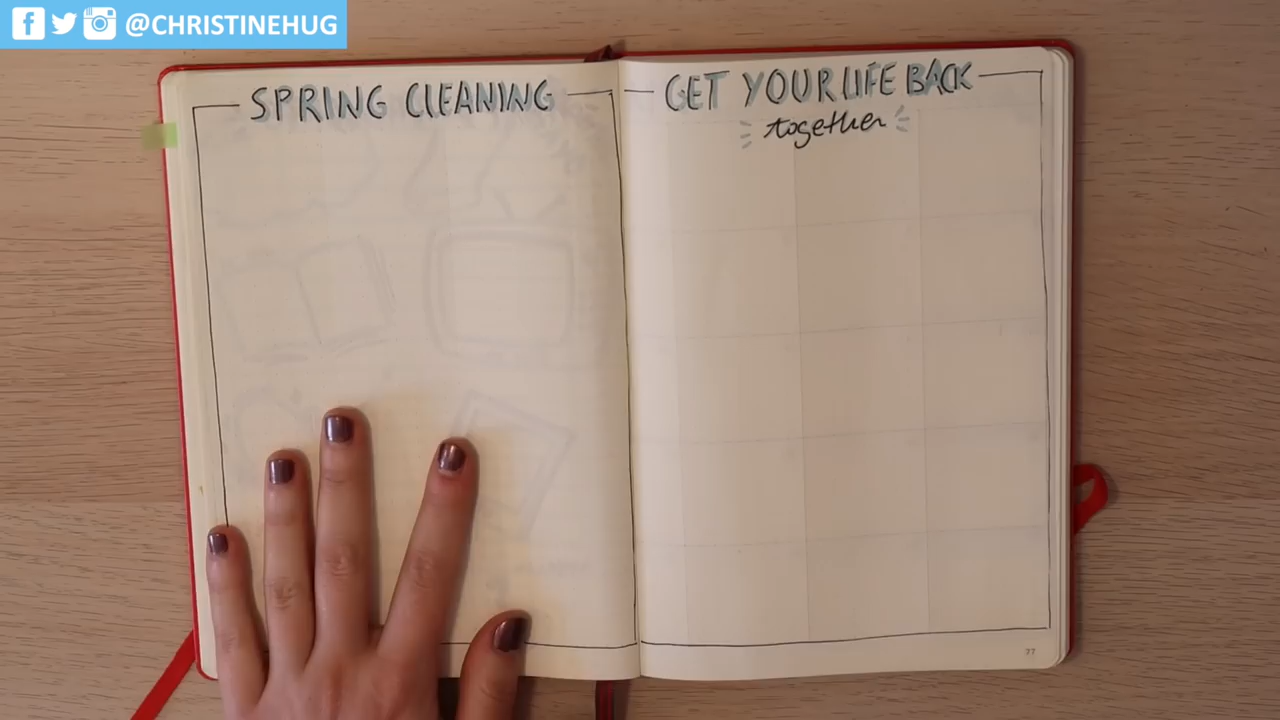 @CHRISTINEHUG
SPRING CLEANING
GET YOUR LIFE BACK
together
77